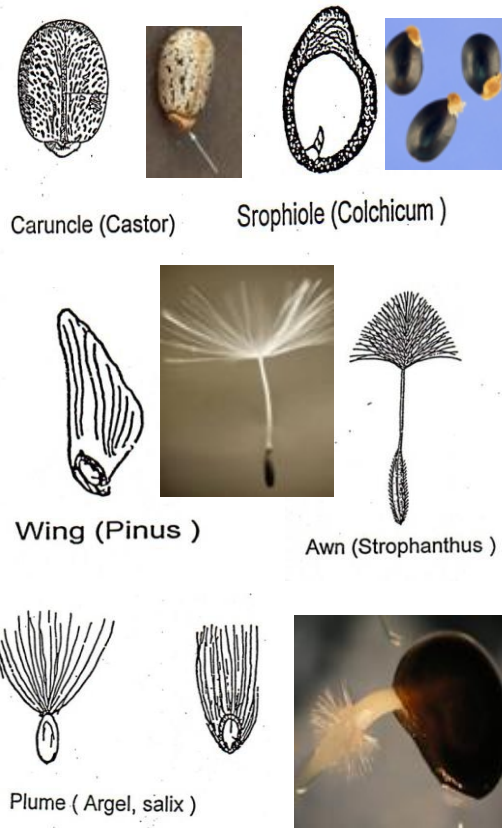 Caruncle (Castor)
Srophiole (Colchicum )
Wing (Pinus )
Awn (Strophanthus )
Plume ( Argel, salix )